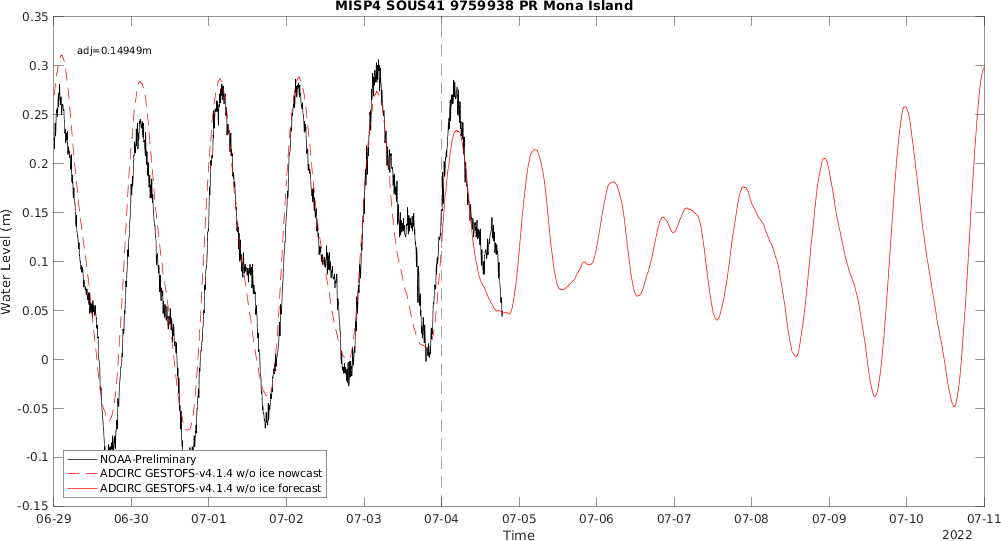 MISP4 SOUS41 9759938 PR Mona Island
adj=0.14949m
Water Level (m)
0.35
0.3
0.25
0.2
0.15
0.1
0.05
0
-0.05
-0.1
-0.15
NOAA-Preliminary
ADCIRC GESTOFS-v4.1.4 w/o ice nowcast
ADCIRC GESTOFS-v4.1.4 w/o ice forecast
06-29 06-30 07-01 07-02 07-03 07-04 07-05 07-06 07-07 07-08 07-09 07-10 07-11
Time
2022